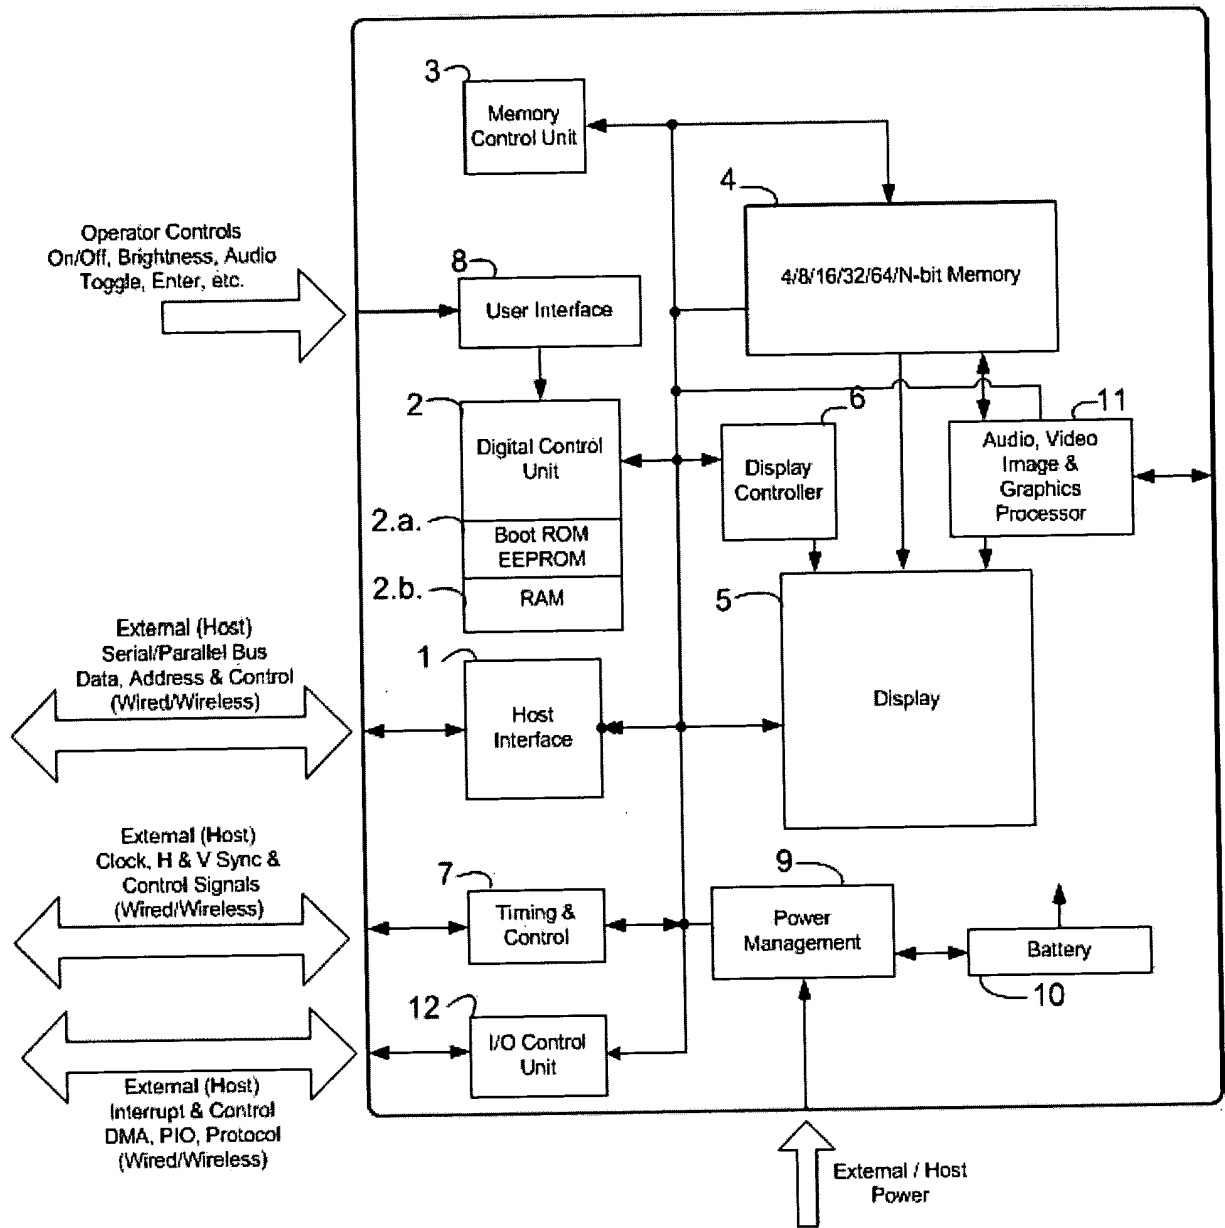 3
Memory
Control Unit
4
4/8/16/32/64/N-bit Memory
Operator Controls
On/Off, Brightness, Audio
Toggle, Enter, etc.
8
User Interface
2
Digital Control
Unit
2.a.
Boot ROM
EEPROM
2.b.
RAM
6
Display
Controller
11
Audio, Video
Image &
Graphics
Processor
External (Host)
Serial/Parallel Bus
Data, Address & Control
(Wired/Wireless)
1
Host
Interface
5
Display
External (Host)
Clock, H & V Sync &
Control Signals
(Wired/Wireless)
7
Timing &
Control
9
Power
Management
Battery
10
12
I/O Control
Unit
External (Host)
Interrupt & Control
DMA, PIO, Protocol
(Wired/Wireless)
External / Host
Power